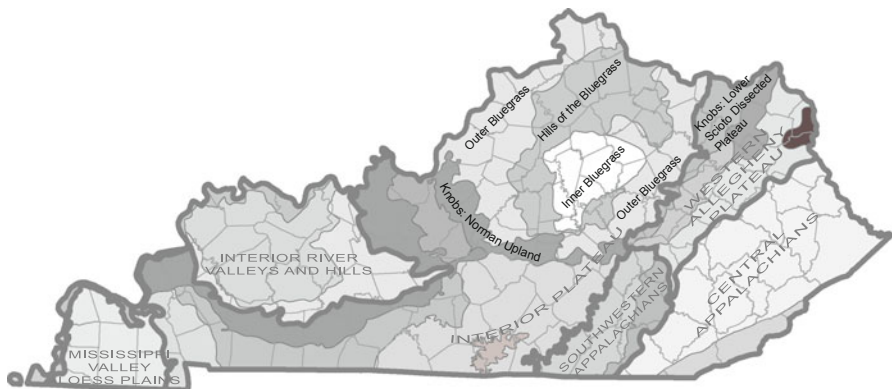 Outer Bluegrass
Hills of the Bluegrass
Knobs: Lower
Scioto Dissected
Plateau
Inner Bluegrass
Outer Bluegrass
WESTERN
ALLEGHENY
PLATEAU
Knobs: Norman Upland
INTERIOR RIVER
VALLEYS AND HILLS
INTERIOR PLATEAU
CENTRAL
APPALACHIANS
SOUTHWESTERN
APPALACHIANS
MISSISSIPPI
VALLEY
LOESS PLAINS